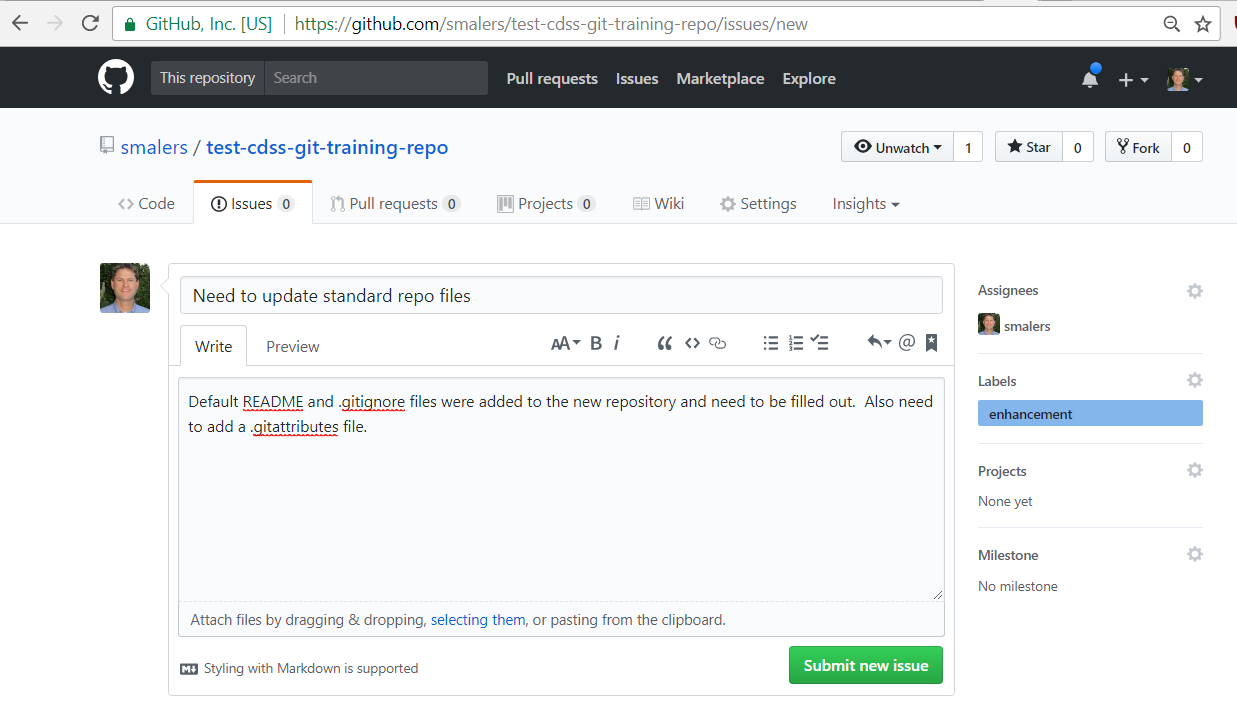 GitHub, Inc. [US] https://github.com/smalers/test-cdss-git-training-repo/issues/new
This repository Search Pull requests Issues Marketplace Explore
smalers / test-cdss-git-training-repo Unwatch 1 Star 0 Fork 0
Code Issues 0 Pull requests 0 Projects 0 Wiki Settings Insights
Need to update standard repo files
Write Preview AA B i @
Default README and .gitignore files were added to the new repository and need to be filled out. Also need
to add a .gitattributes file.
Attach files by dragging & dropping, selecting them, or pasting from the clipboard.
Styling with Markdown is supported
Submit new issue
Assignees
smalers
Labels
enhancement
Projects
None yet
Milestone
No milestone